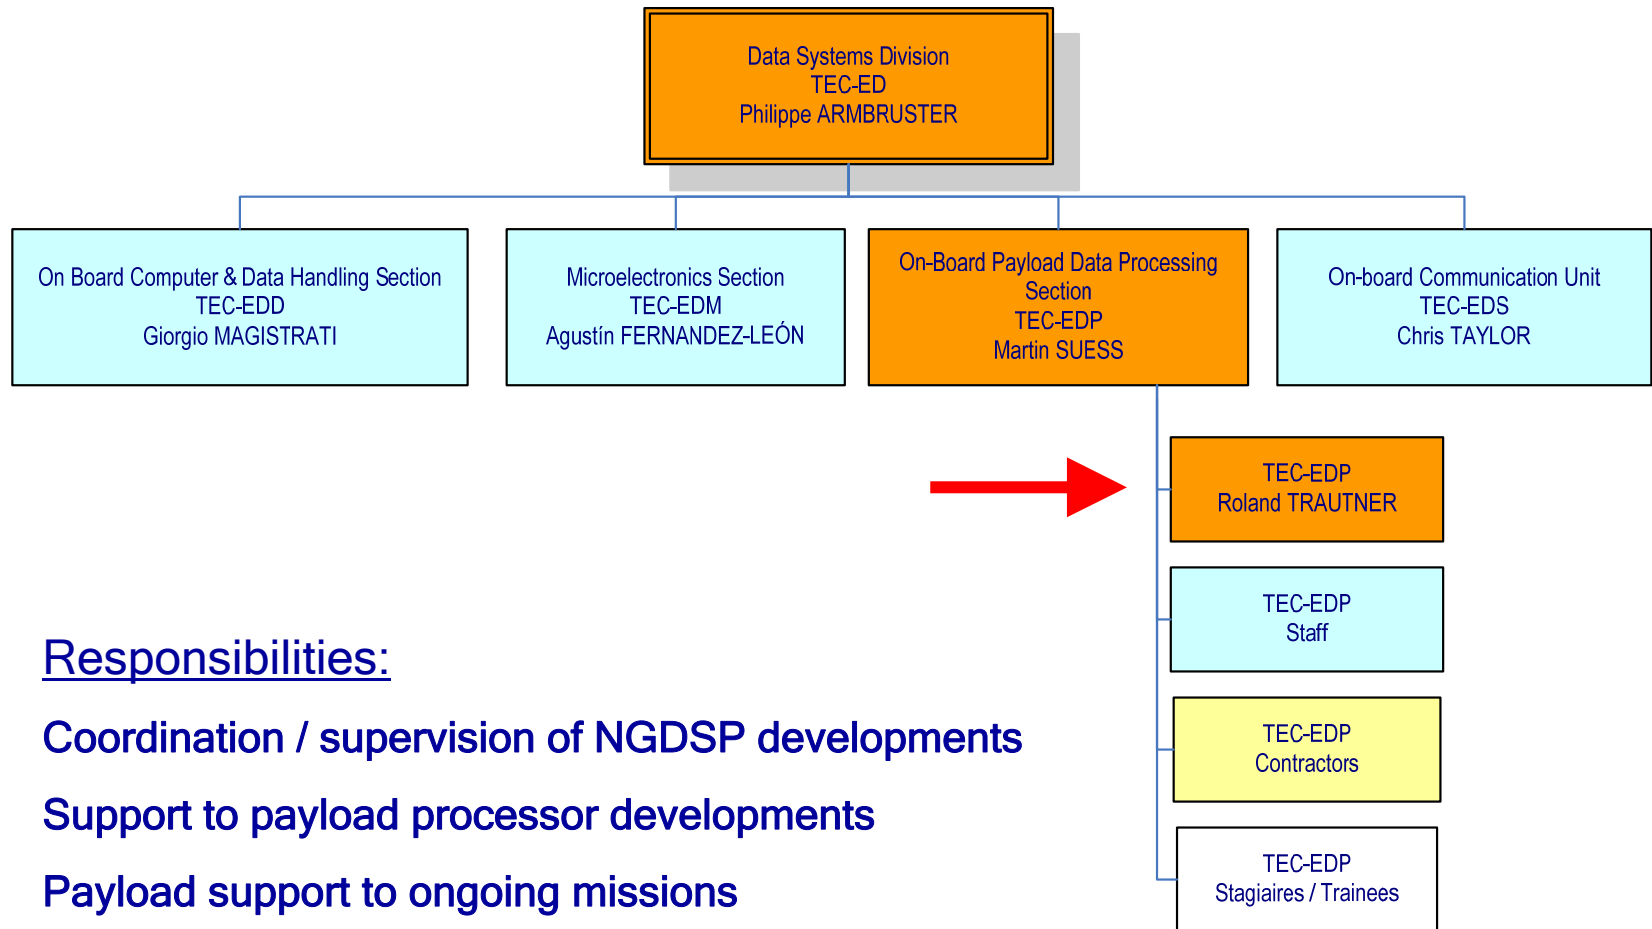 Data Systems Division
TEC-ED
Philippe ARMBRUSTER
On Board Computer & Data Handling Section
TEC-EDD
Giorgio MAGISTRATI
Microelectronics Section
TEC-EDM
Agustín FERNANDEZ-LEÓN
On-Board Payload Data Processing
Section
TEC-EDP
Martin SUESS
On-board Communication Unit
TEC-EDS
Chris TAYLOR
TEC-EDP
Roland TRAUTNER
TEC-EDP
Staff
TEC-EDP
Contractors
TEC-EDP
Stagiaires / Trainees
Responsibilities:
Coordination / supervision of NGDSP developments
Support to payload processor developments
Payload support to ongoing missions